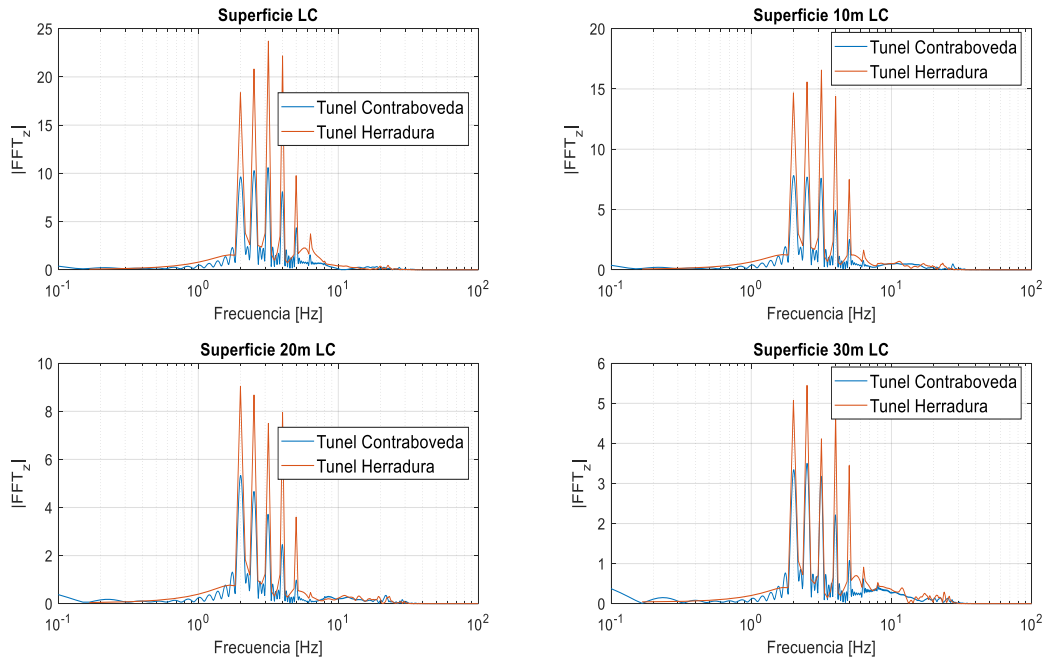 Superficie LC
25
20
15
10
5
0
|FFT_z|
Tunel Contraboveda
Tunel Herradura
10^-1
10^0
10^1
10^2
Frecuencia [Hz]
Superficie 10m LC
20
15
10
5
0
|FFT_z|
Tunel Contraboveda
Tunel Herradura
10^-1
10^0
10^1
10^2
Frecuencia [Hz]
Superficie 20m LC
10
8
6
4
2
0
|FFT_z|
Tunel Contraboveda
Tunel Herradura
10^-1
10^0
10^1
10^2
Frecuencia [Hz]
Superficie 30m LC
6
5
4
3
2
1
0
|FFT_z|
Tunel Contraboveda
Tunel Herradura
10^-1
10^0
10^1
10^2
Frecuencia [Hz]